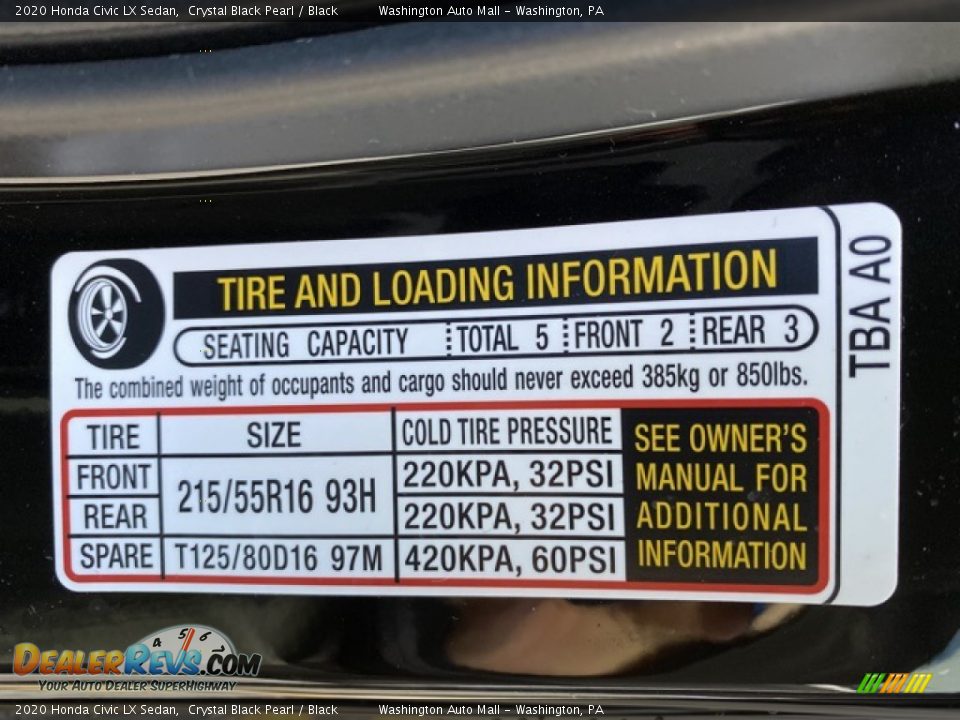 2020 Honda Civic LX Sedan,  Crystal Black Pearl / Black  Washington Auto Mall - Washington, PA
TIRE AND LOADING INFORMATION
SEATING CAPACITY TOTAL 5 FRONT 2 REAR 3
The combined weight of occupants and cargo should never exceed 385kg or 850lbs.
TIRE SIZE COLD TIRE PRESSURE
FRONT 215/55R16 93H 220KPA, 32PSI
REAR 220KPA, 32PSI
SPARE T125/80D16 97M 420KPA, 60PSI
SEE OWNER'S
MANUAL FOR
ADDITIONAL
INFORMATION
TBA A0
4 5 6
DEALERREVS.COM
YOUR AUTO DEALER SUPERHIGHWAY
2020 Honda Civic LX Sedan,  Crystal Black Pearl / Black  Washington Auto Mall - Washington, PA